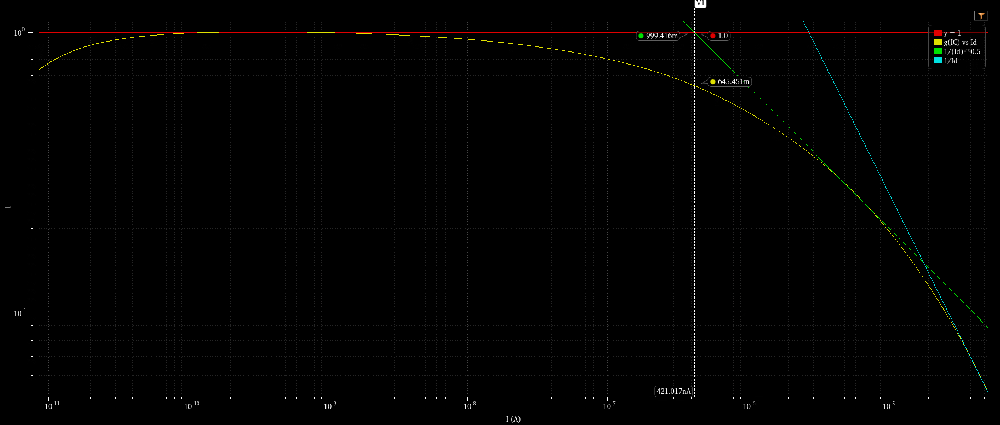 V1
10⁰
999.416m
1.0
y = 1
g(IC) vs Id
1/(Id)**0.5
1/Id
645.451m
I
10⁻¹
421.017nA
10⁻¹¹
10⁻¹⁰
10⁻⁹
10⁻⁸
10⁻⁷
10⁻⁶
10⁻⁵
I (A)